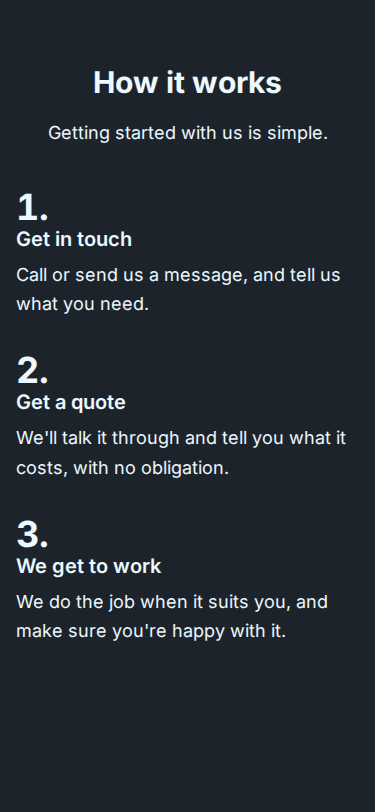 How it works
Getting started with us is simple.
1.
Get in touch
Call or send us a message, and tell us
what you need.
2.
Get a quote
We'll talk it through and tell you what it
costs, with no obligation.
3.
We get to work
We do the job when it suits you, and
make sure you're happy with it.